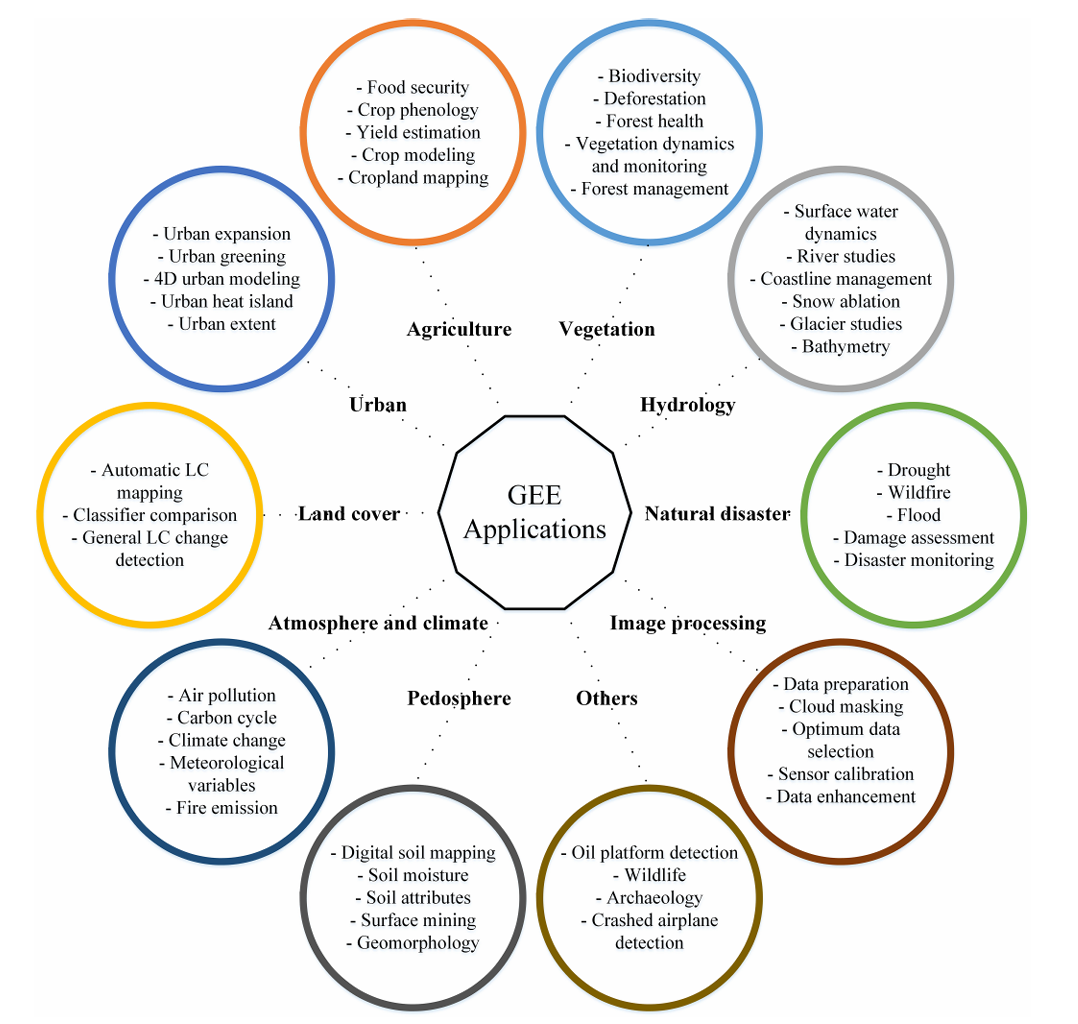 - Food security
- Crop phenology
- Yield estimation
- Crop modeling
- Cropland mapping
- Biodiversity
- Deforestation
- Forest health
- Vegetation dynamics
and monitoring
- Forest management
- Urban expansion
- Urban greening
- 4D urban modeling
- Urban heat island
- Urban extent
- Surface water
dynamics
- River studies
- Coastline management
- Snow ablation
- Glacier studies
- Bathymetry
Agriculture
Vegetation
Urban
Hydrology
- Automatic LC
mapping
- Classifier comparison
- General LC change
detection
Land cover
GEE
Applications
Natural disaster
- Drought
- Wildfire
- Flood
- Damage assessment
- Disaster monitoring
Atmosphere and climate
Image processing
Pedosphere
Others
- Air pollution
- Carbon cycle
- Climate change
- Meteorological
variables
- Fire emission
- Data preparation
- Cloud masking
- Optimum data
selection
- Sensor calibration
- Data enhancement
- Digital soil mapping
- Soil moisture
- Soil attributes
- Surface mining
- Geomorphology
- Oil platform detection
- Wildlife
- Archaeology
- Crashed airplane
detection